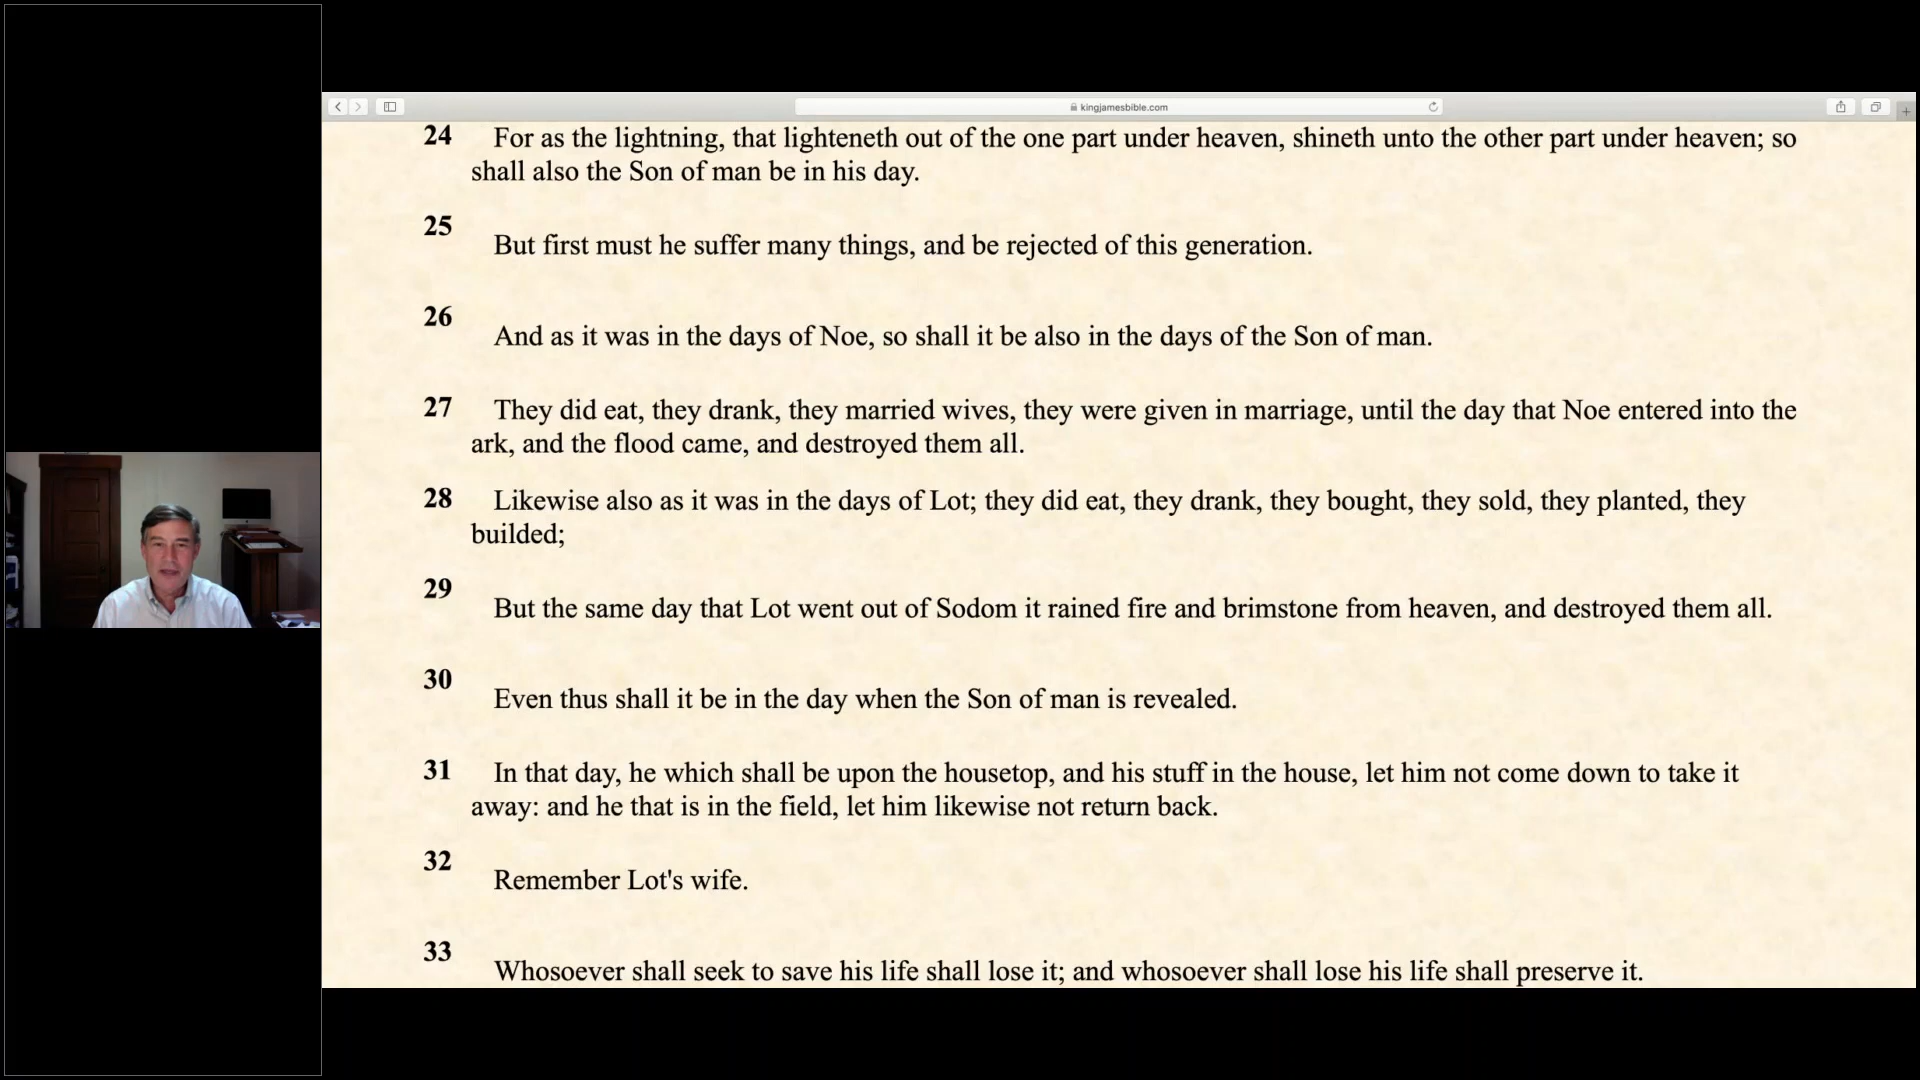 kingjamesbible.com
24 For as the lightning, that lighteneth out of the one part under heaven, shineth unto the other part under heaven; so
shall also the Son of man be in his day.
25 But first must he suffer many things, and be rejected of this generation.
26 And as it was in the days of Noe, so shall it be also in the days of the Son of man.
27 They did eat, they drank, they married wives, they were given in marriage, until the day that Noe entered into the
ark, and the flood came, and destroyed them all.
28 Likewise also as it was in the days of Lot; they did eat, they drank, they bought, they sold, they planted, they
builded;
29 But the same day that Lot went out of Sodom it rained fire and brimstone from heaven, and destroyed them all.
30 Even thus shall it be in the day when the Son of man is revealed.
31 In that day, he which shall be upon the housetop, and his stuff in the house, let him not come down to take it
away: and he that is in the field, let him likewise not return back.
32 Remember Lot's wife.
33 Whosoever shall seek to save his life shall lose it; and whosoever shall lose his life shall preserve it.